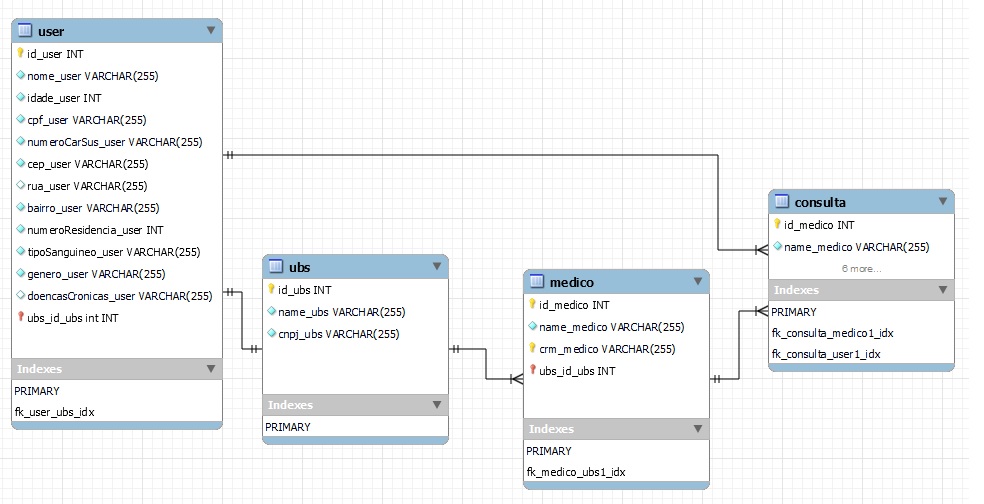 user
id_user INT
nome_user VARCHAR(255)
idade_user INT
cpf_user VARCHAR(255)
numeroCarSus_user VARCHAR(255)
cep_user VARCHAR(255)
rua_user VARCHAR(255)
bairro_user VARCHAR(255)
numeroResidencia_user INT
tipoSanguineo_user VARCHAR(255)
genero_user VARCHAR(255)
doencasCronicas_user VARCHAR(255)
ubs_id_ubs int INT
Indexes
PRIMARY
fk_user_ubs_idx
ubs
id_ubs INT
name_ubs VARCHAR(255)
cnpj_ubs VARCHAR(255)
Indexes
PRIMARY
medico
id_medico INT
name_medico VARCHAR(255)
crm_medico VARCHAR(255)
ubs_id_ubs INT
Indexes
PRIMARY
fk_medico_ubs1_idx
consulta
id_medico INT
name_medico VARCHAR(255)
6 more...
Indexes
PRIMARY
fk_consulta_medico1_idx
fk_consulta_user1_idx